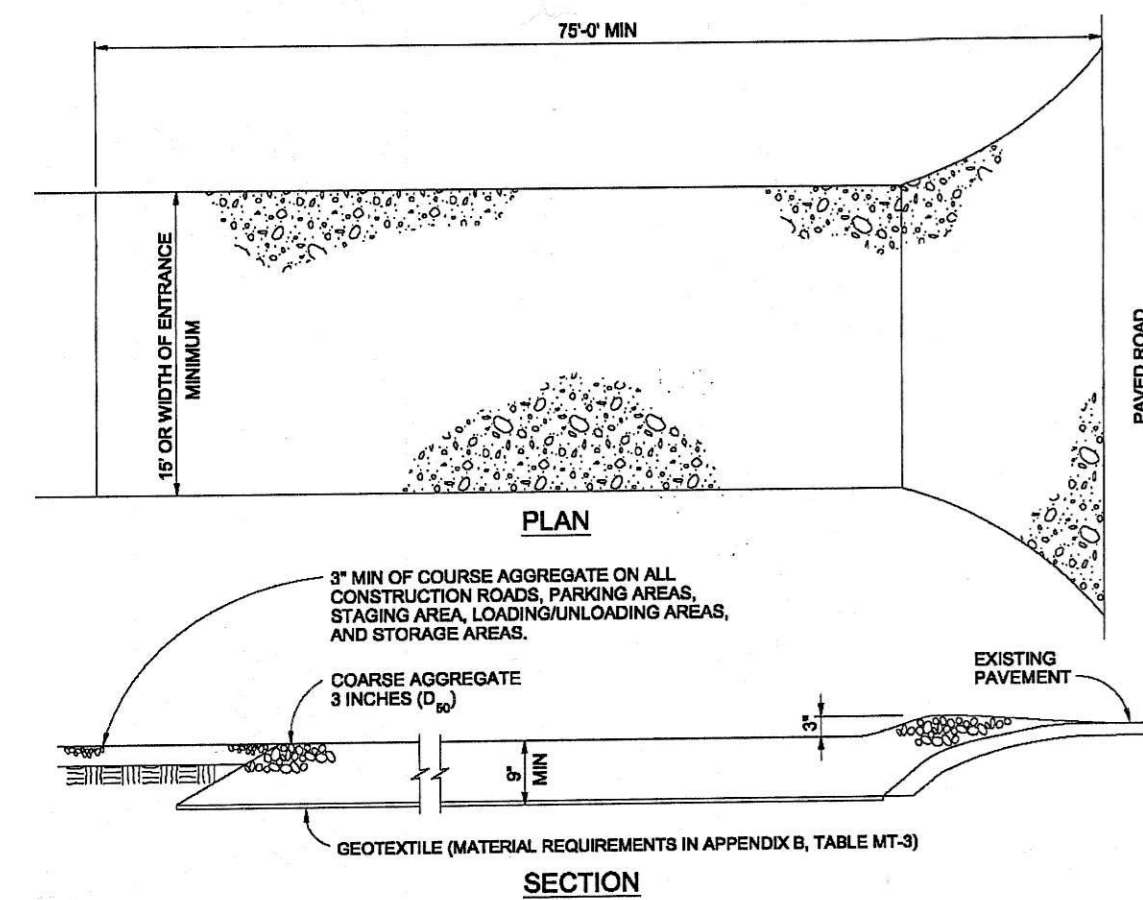 75'-0' MIN
15' OR WIDTH OF ENTRANCE
MINIMUM
PAVED ROAD
PLAN
3" MIN OF COURSE AGGREGATE ON ALL
CONSTRUCTION ROADS, PARKING AREAS,
STAGING AREA, LOADING/UNLOADING AREAS,
AND STORAGE AREAS.
COARSE AGGREGATE
3 INCHES (D50)
EXISTING
PAVEMENT
3"
9"
MIN
GEOTEXTILE (MATERIAL REQUIREMENTS IN APPENDIX B, TABLE MT-3)
SECTION